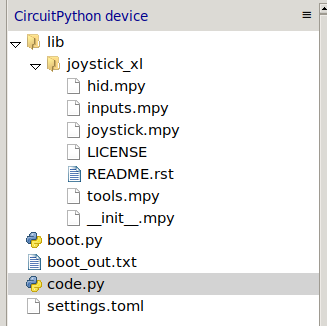 CircuitPython device
lib
joystick_xl
hid.mpy
inputs.mpy
joystick.mpy
LICENSE
README.rst
tools.mpy
__init__.mpy
boot.py
boot_out.txt
code.py
settings.toml